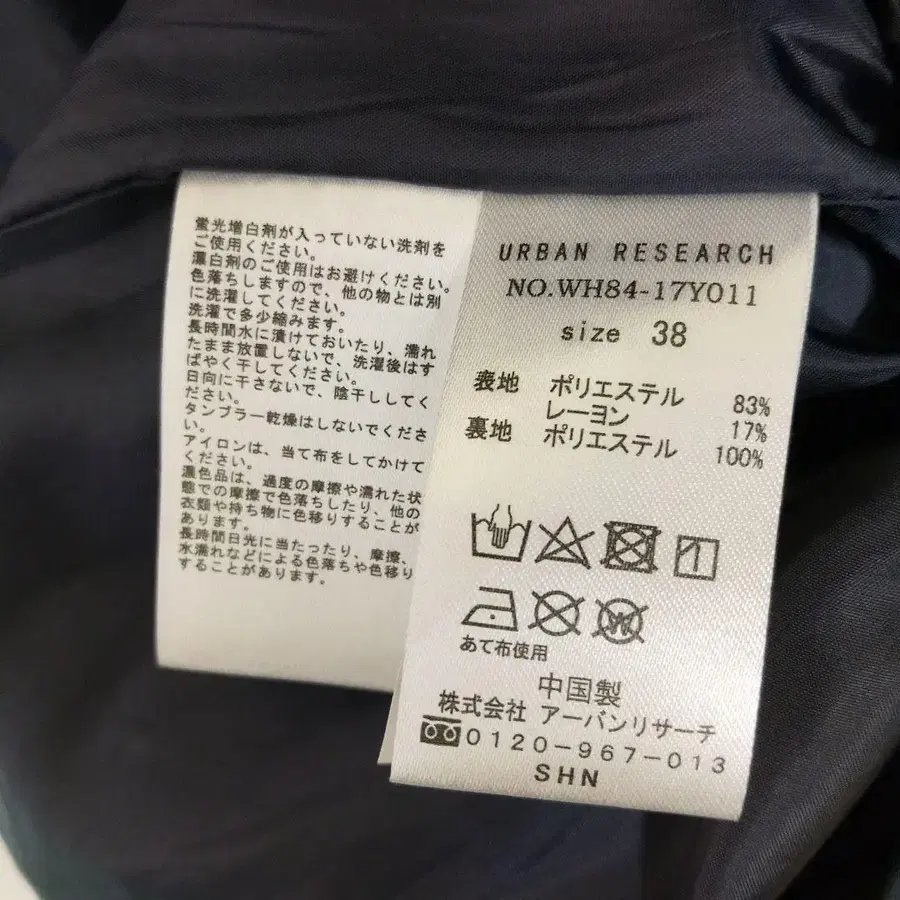 蛍光増白剤が入っていない洗剤を
ご使用ください。
漂白剤のご使用はお避けください。
色落ちしますので、他の物とは別
に洗濯してください。
洗濯で多少縮みます。
長時間水に漬けておいたり、濡れ
たまま放置しないで、洗濯後はす
ばやく干してください。
日向に干さないで、陰干ししてく
ださい。
タンブラー乾燥はしないでくださ
い。
アイロンは、当て布をしてかけて
ください。
濃色品は、過度の摩擦や濡れた状
態での摩擦で色落ちしたり、他の
衣類や持ち物に色移りすることが
あります。
長時間日光に当たったり、摩擦、
水濡れなどによる色落ちや色移り
することがあります。
URBAN RESEARCH
NO.WH84-17Y011
size 38
表地 ポリエステル 83%
レーヨン 17%
裏地 ポリエステル 100%
あて布使用
中国製
株式会社 アーバンリサーチ
0120-967-013
SHN